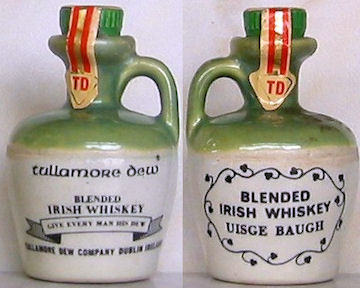 TD
tullamore dew
BLENDED
IRISH WHISKEY
GIVE EVERY MAN HIS DEW
TULLAMORE DEW COMPANY DUBLIN IRELAND
TD
BLENDED
IRISH WHISKEY
UISGE BAUGH